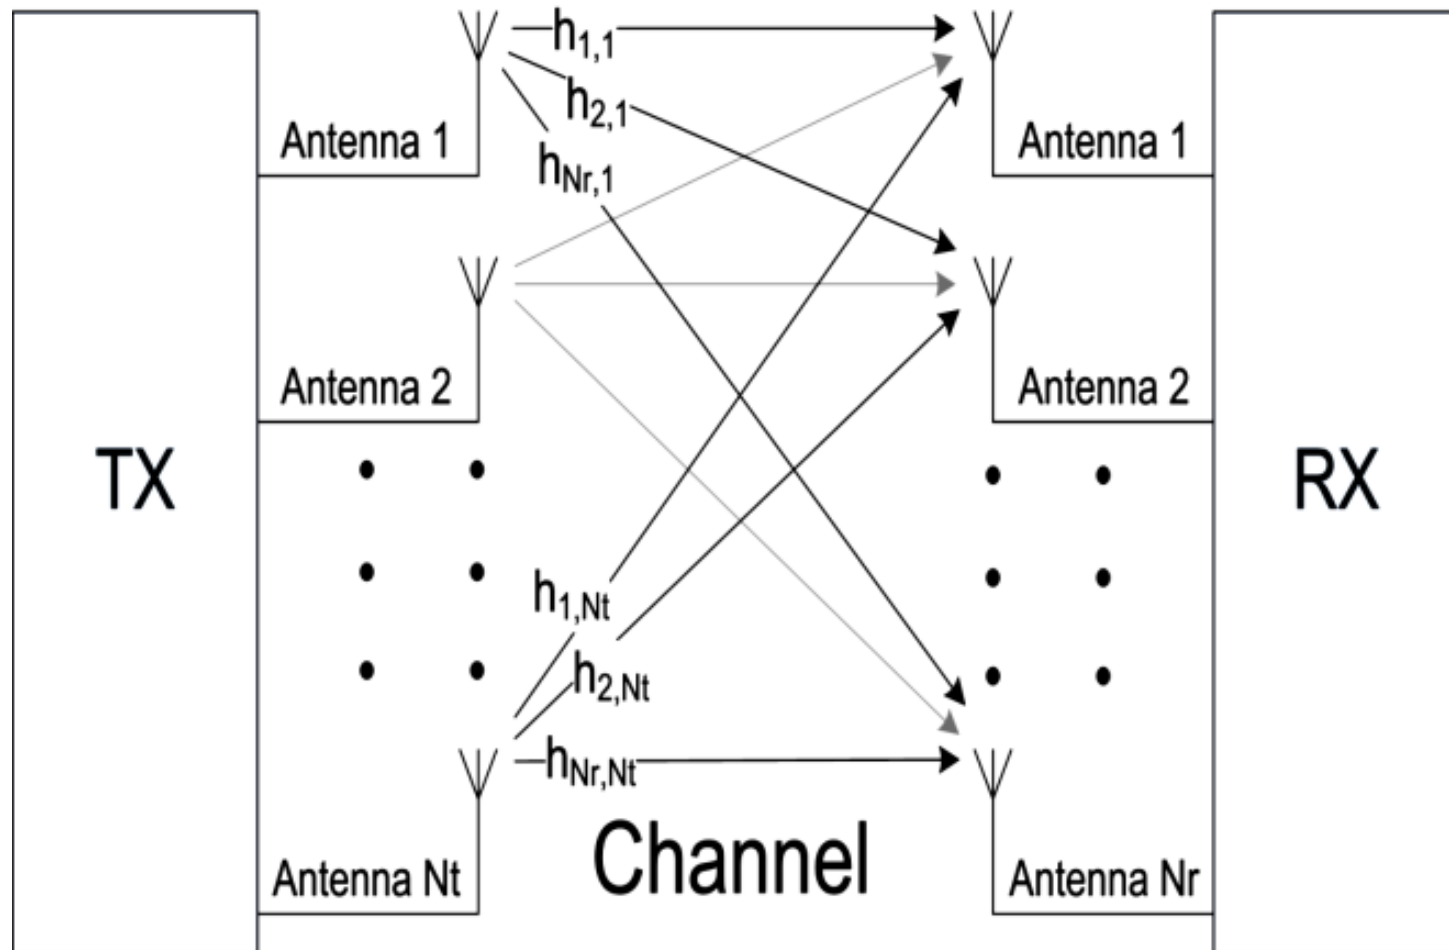 h1,1
h2,1
hNr,1
Antenna 1
Antenna 1
Antenna 2
Antenna 2
TX
RX
h1,Nt
h2,Nt
hNr,Nt
Channel
Antenna Nt
Antenna Nr